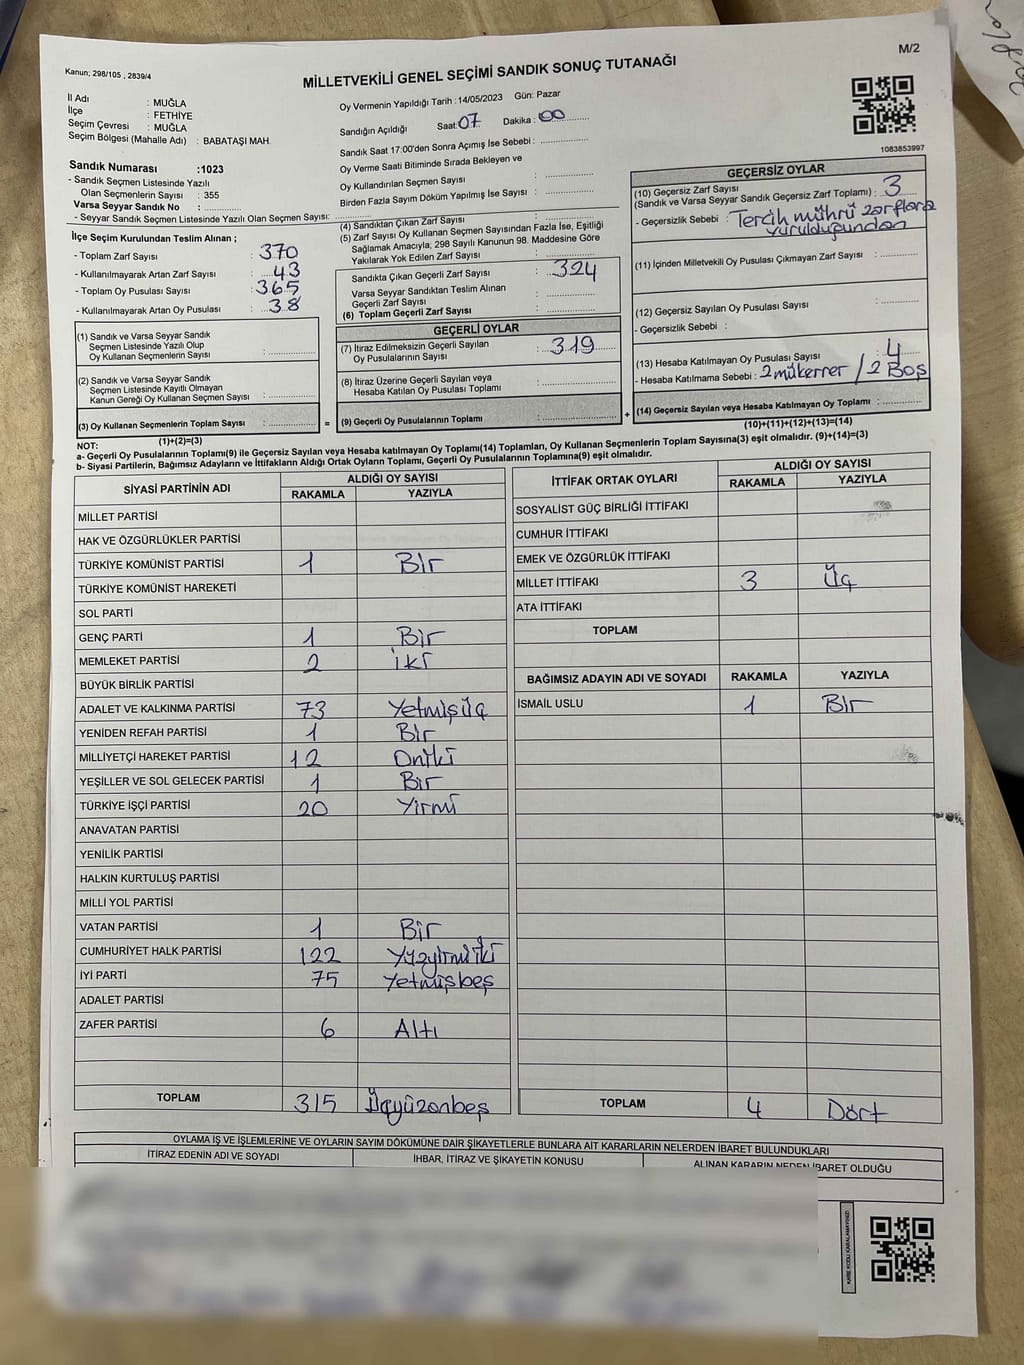 M/2
Kanun; 298/105 , 2839/4
MİLLETVEKİLİ GENEL SEÇİMİ SANDIK SONUÇ TUTANAĞI
İl Adı : MUĞLA
İlçe : FETHİYE
Seçim Çevresi : MUĞLA
Seçim Bölgesi (Mahalle Adı) : BABATAŞI MAH.
Sandık Numarası :1023
- Sandık Seçmen Listesinde Yazılı
Olan Seçmenlerin Sayısı : 355
Varsa Seyyar Sandık No :
- Seyyar Sandık Seçmen Listesinde Yazılı Olan Seçmen Sayısı:
Oy Vermenin Yapıldığı Tarih :14/05/2023 Gün: Pazar
Sandığın Açıldığı Saat: 07 Dakika : 00
Sandık Saat 17:00'den Sonra Açımış İse Sebebi :
Oy Verme Saati Bitiminde Sırada Bekleyen ve
Oy Kullandırılan Seçmen Sayısı :
Birden Fazla Sayım Döküm Yapılmış İse Sayısı :
1083853997
İlçe Seçim Kurulundan Teslim Alınan ;
- Toplam Zarf Sayısı : 370
- Kullanılmayarak Artan Zarf Sayısı : 43
- Toplam Oy Pusulası Sayısı : 365
- Kullanılmayarak Artan Oy Pusulası : 38
(4) Sandıktan Çıkan Zarf Sayısı :
(5) Zarf Sayısı Oy Kullanan Seçmen Sayısından Fazla İse, Eşitliği
Sağlamak Amacıyla, 298 Sayılı Kanunun 98. Maddesine Göre
Yakılarak Yok Edilen Zarf Sayısı :
Sandıkta Çıkan Geçerli Zarf Sayısı : 324
Varsa Seyyar Sandıktan Teslim Alınan
Geçerli Zarf Sayısı :
(6) Toplam Geçerli Zarf Sayısı :
GEÇERSİZ OYLAR
(10) Geçersiz Zarf Sayısı
(Sandık ve Varsa Seyyar Sandık Geçersiz Zarf Toplamı) : 3
- Geçersizlik Sebebi : Tercih mührü zarflara
vurulduğundan
(11) İçinden Milletvekili Oy Pusulası Çıkmayan Zarf Sayısı :
(12) Geçersiz Sayılan Oy Pusulası Sayısı :
- Geçersizlik Sebebi :
(13) Hesaba Katılmayan Oy Pusulası Sayısı : 4
- Hesaba Katılmama Sebebi : 2 mükerrer / 2 Boş
(14) Geçersiz Sayılan veya Hesaba Katılmayan Oy Toplamı :
(10)+(11)+(12)+(13)=(14)
(1) Sandık ve Varsa Seyyar Sandık
Seçmen Listesinde Yazılı Olup
Oy Kullanan Seçmenlerin Sayısı :
(2) Sandık ve Varsa Seyyar Sandık
Seçmen Listesinde Kayıtlı Olmayan
Kanun Gereği Oy Kullanan Seçmen Sayısı :
(3) Oy Kullanan Seçmenlerin Toplam Sayısı :
(1)+(2)=(3)
=
GEÇERLİ OYLAR
(7) İtiraz Edilmeksizin Geçerli Sayılan
Oy Pusulalarının Sayısı : 319
(8) İtiraz Üzerine Geçerli Sayılan veya
Hesaba Katılan Oy Pusulası Toplamı :
(9) Geçerli Oy Pusulalarının Toplamı :
+
NOT:
a- Geçerli Oy Pusulalarının Toplamı(9) ile Geçersiz Sayılan veya Hesaba katılmayan Oy Toplamı(14) Toplamları, Oy Kullanan Seçmenlerin Toplam Sayısına(3) eşit olmalıdır. (9)+(14)=(3)
b- Siyasi Partilerin, Bağımsız Adayların ve İttifakların Aldığı Ortak Oyların Toplamı, Geçerli Oy Pusulalarının Toplamına(9) eşit olmalıdır.
SİYASİ PARTİNİN ADI ALDIĞI OY SAYISI
RAKAMLA YAZIYLA
MİLLET PARTİSİ
HAK VE ÖZGÜRLÜKLER PARTİSİ
TÜRKİYE KOMÜNİST PARTİSİ 1 Bir
TÜRKİYE KOMÜNİST HAREKETİ
SOL PARTİ
GENÇ PARTİ 1 Bir
MEMLEKET PARTİSİ 2 iki
BÜYÜK BİRLİK PARTİSİ
ADALET VE KALKINMA PARTİSİ 73 Yetmişüç
YENİDEN REFAH PARTİSİ 1 Bir
MİLLİYETÇİ HAREKET PARTİSİ 12 Oniki
YEŞİLLER VE SOL GELECEK PARTİSİ 1 Bir
TÜRKİYE İŞÇİ PARTİSİ 20 Yirmi
ANAVATAN PARTİSİ
YENİLİK PARTİSİ
HALKIN KURTULUŞ PARTİSİ
MİLLİ YOL PARTİSİ
VATAN PARTİSİ 1 Bir
CUMHURİYET HALK PARTİSİ 122 Yüzyirmiiki
İYİ PARTİ 75 Yetmişbeş
ADALET PARTİSİ
ZAFER PARTİSİ 6 Altı
TOPLAM 315 Üçyüzonbeş
İTTİFAK ORTAK OYLARI ALDIĞI OY SAYISI
RAKAMLA YAZIYLA
SOSYALİST GÜÇ BİRLİĞİ İTTİFAKI
CUMHUR İTTİFAKI
EMEK VE ÖZGÜRLÜK İTTİFAKI
MİLLET İTTİFAKI 3 Üç
ATA İTTİFAKI
TOPLAM
BAĞIMSIZ ADAYIN ADI VE SOYADI RAKAMLA YAZIYLA
İSMAİL USLU 1 Bir
TOPLAM 4 Dört
OYLAMA İŞ VE İŞLEMLERİNE VE OYLARIN SAYIM DÖKÜMÜNE DAİR ŞİKAYETLERLE BUNLARA AİT KARARLARIN NELERDEN İBARET BULUNDUKLARI
İTİRAZ EDENİN ADI VE SOYADI İHBAR, İTİRAZ VE ŞİKAYETİN KONUSU ALINAN KARARIN NEDEN İBARET OLDUĞU
KARE KODU KARALAMAYINIZ!